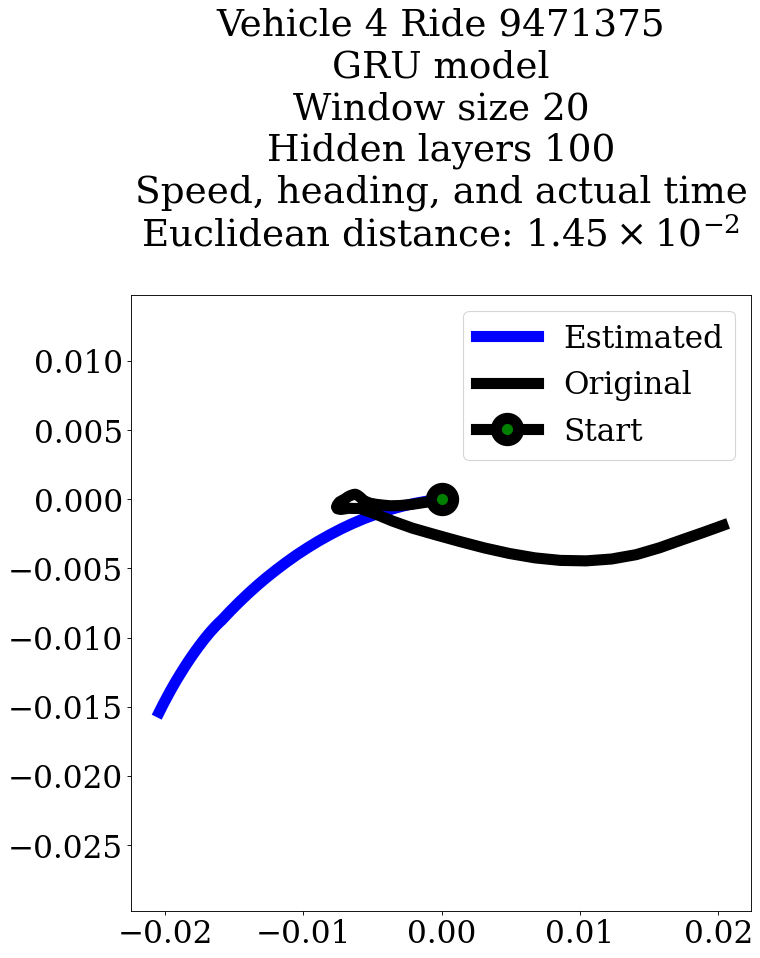 Vehicle 4 Ride 9471375
GRU model
Window size 20
Hidden layers 100
Speed, heading, and actual time
Euclidean distance: 1.45 × 10⁻²
Estimated
Original
Start
0.010
0.005
0.000
−0.005
−0.010
−0.015
−0.020
−0.025
−0.02 −0.01 0.00 0.01 0.02